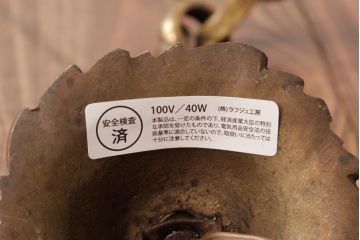 安全検査
済
100V／40W (株)ラフジュ工房
本製品は、一定の条件の下、経済産業大臣の特別
な承認を受けたものであり、電気用品安全法の技
術基準に適合していないので、取扱いに当たっては
十分に注意してください。